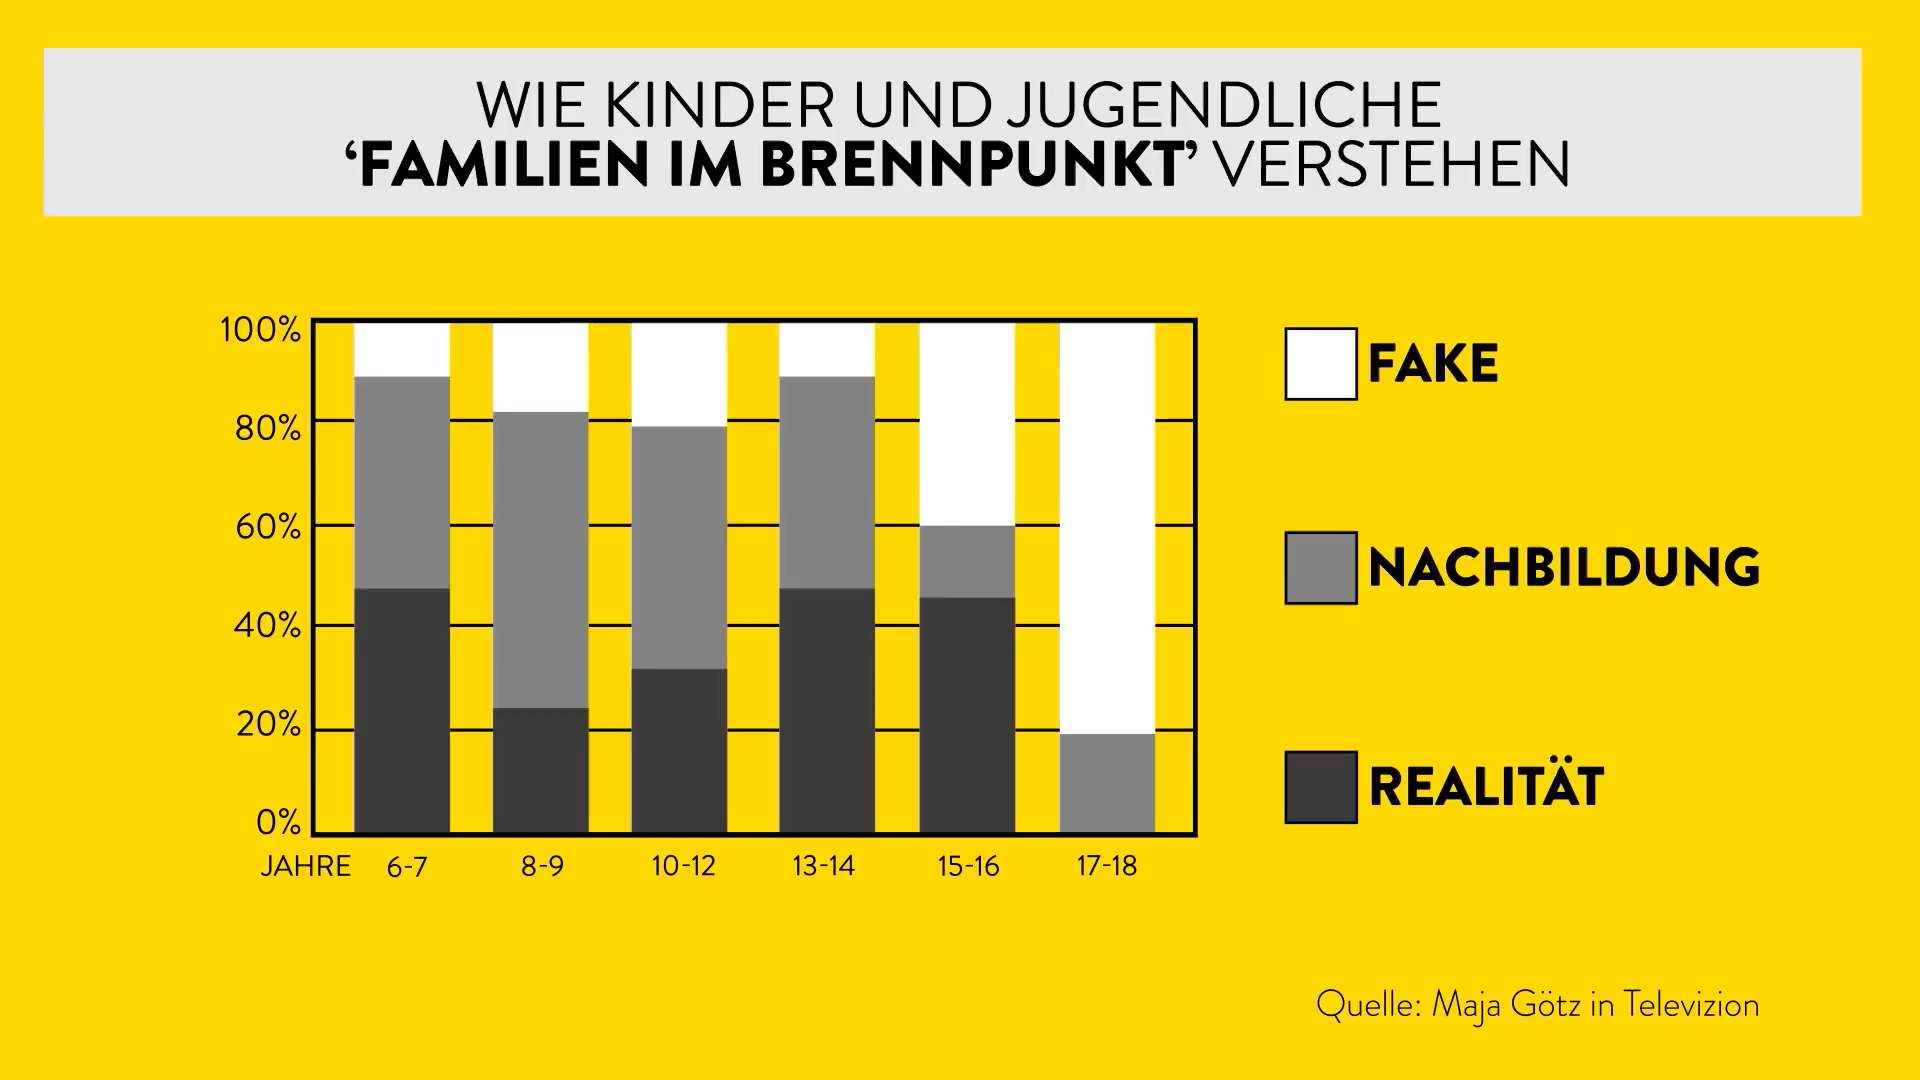 WIE KINDER UND JUGENDLICHE
‘FAMILIEN IM BRENNPUNKT’ VERSTEHEN
100%
80%
60%
40%
20%
0%
JAHRE 6-7 8-9 10-12 13-14 15-16 17-18
FAKE
NACHBILDUNG
REALITÄT
Quelle: Maja Götz in Televizion